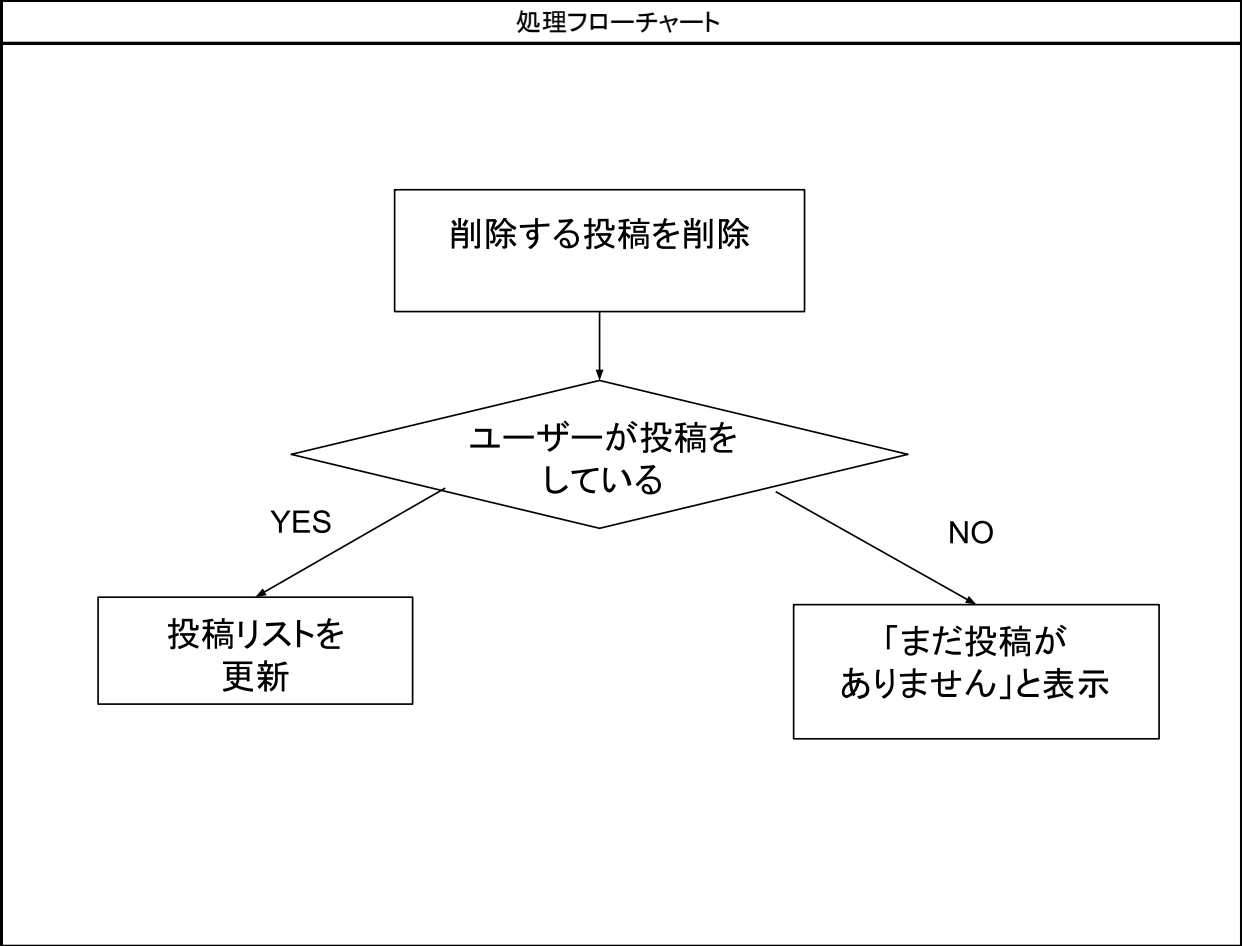 処理フローチャート
削除する投稿を削除
ユーザーが投稿を
している
YES
NO
投稿リストを
更新
「まだ投稿が
ありません」と表示